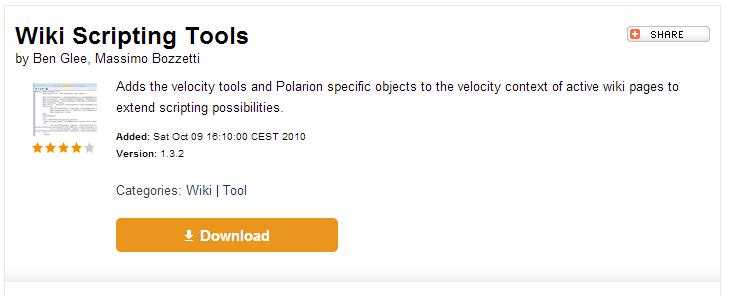 Wiki Scripting Tools
SHARE
by Ben Glee, Massimo Bozzetti
Adds the velocity tools and Polarion specific objects to the velocity context of active wiki pages to
extend scripting possibilities.
Added: Sat Oct 09 16:10:00 CEST 2010
Version: 1.3.2
Categories: Wiki | Tool
Download